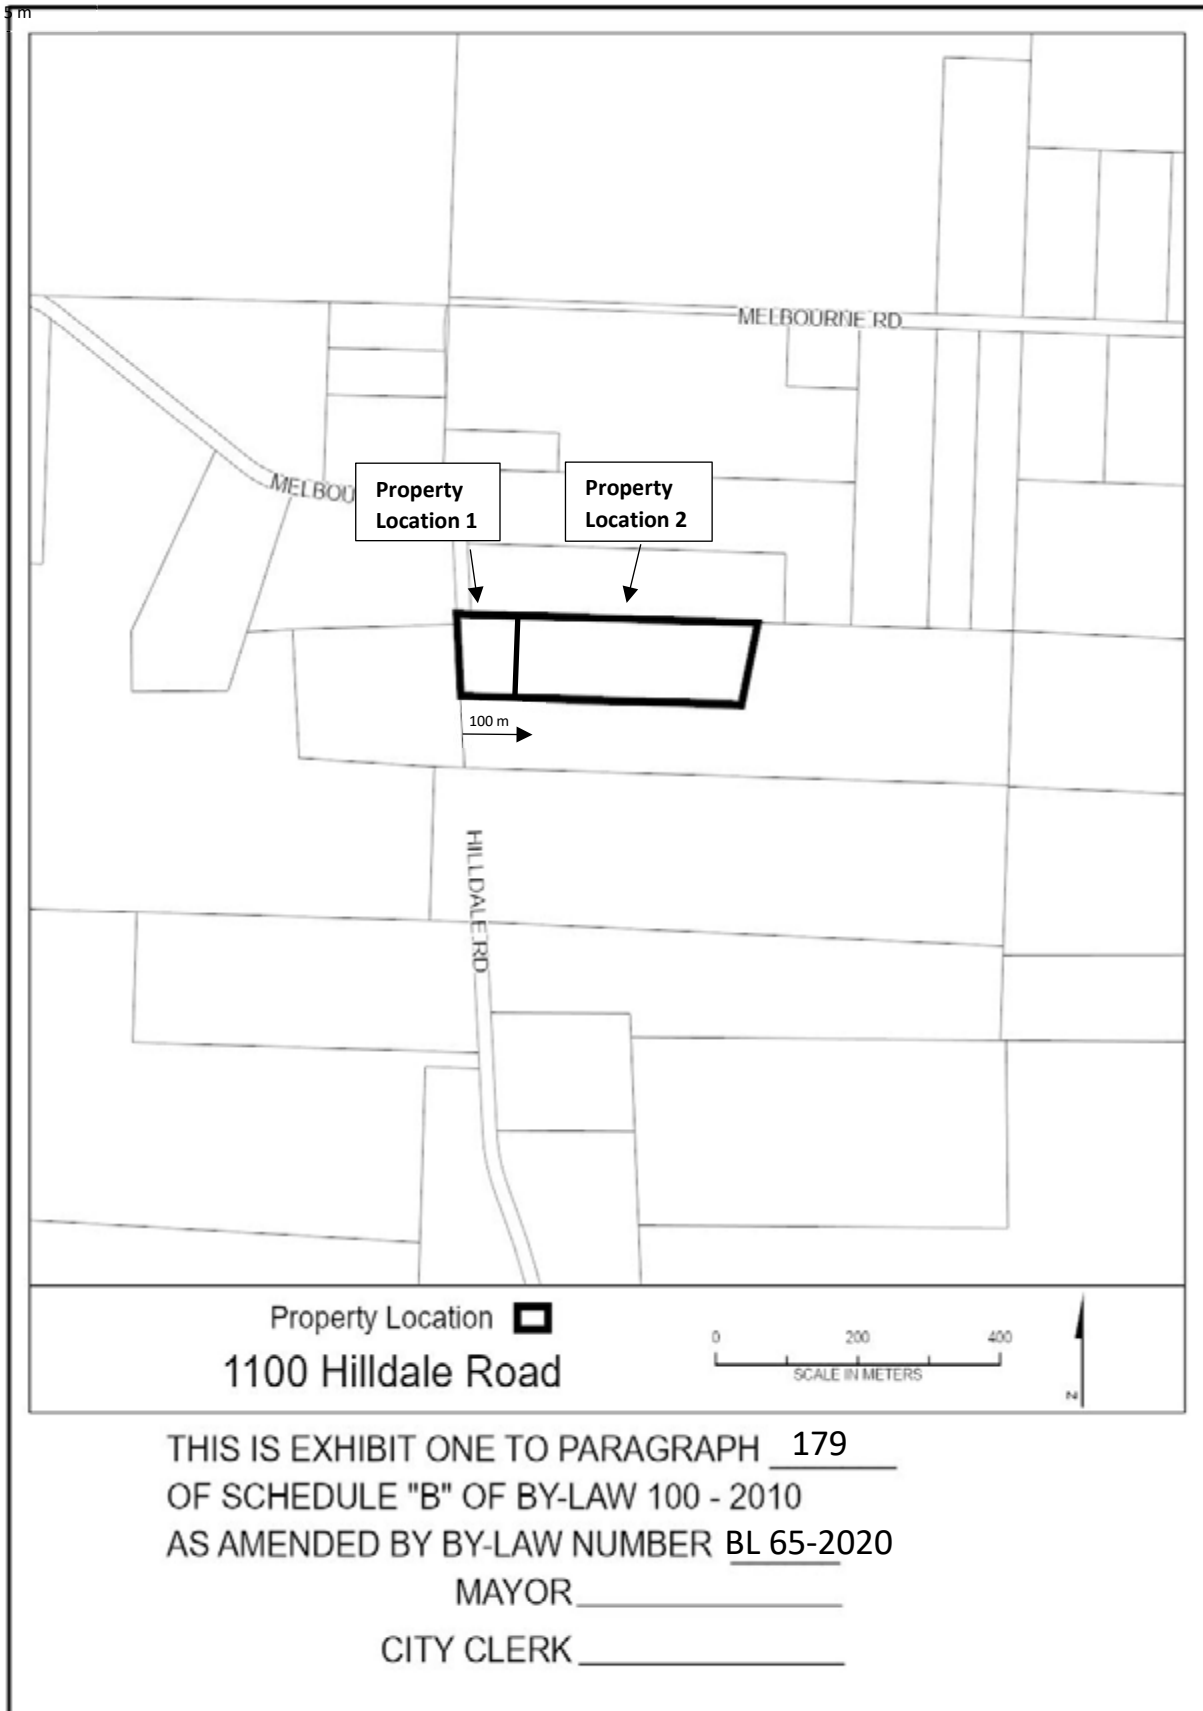 5 m
MELBOURNE RD
MELBOU
Property
Location 1
Property
Location 2
100 m
HILLDALE RD
Property Location
1100 Hilldale Road
0 200 400
SCALE IN METERS
N
THIS IS EXHIBIT ONE TO PARAGRAPH 179
OF SCHEDULE "B" OF BY-LAW 100 - 2010
AS AMENDED BY BY-LAW NUMBER BL 65-2020
MAYOR
CITY CLERK